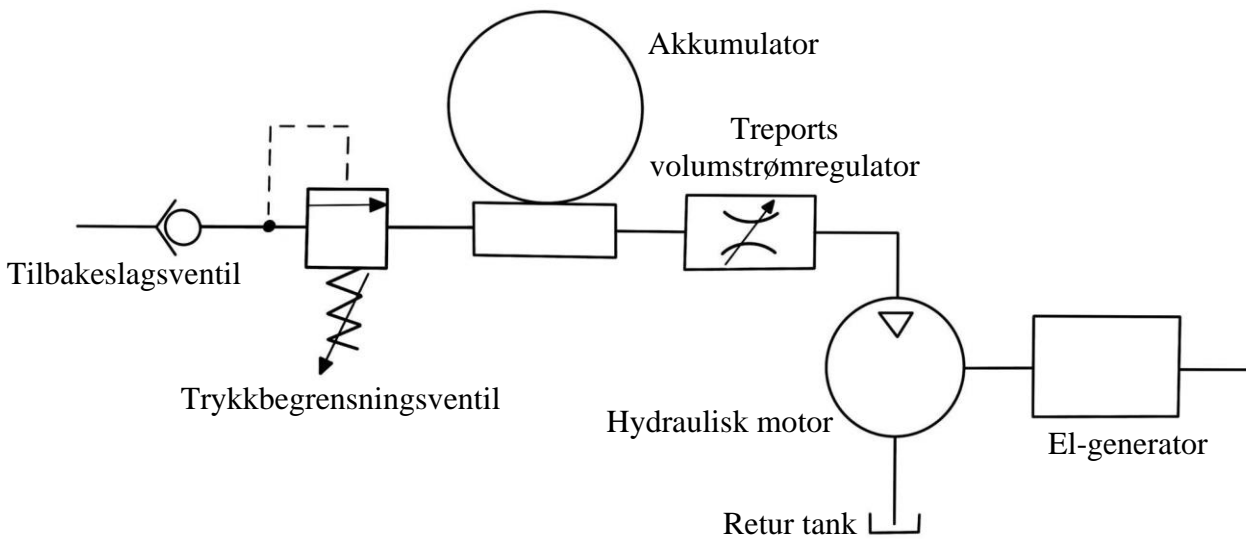 Akkumulator
Treports
volumstrømregulator
Tilbakeslagsventil
Trykkbegrensningsventil
Hydraulisk motor
El-generator
Retur tank